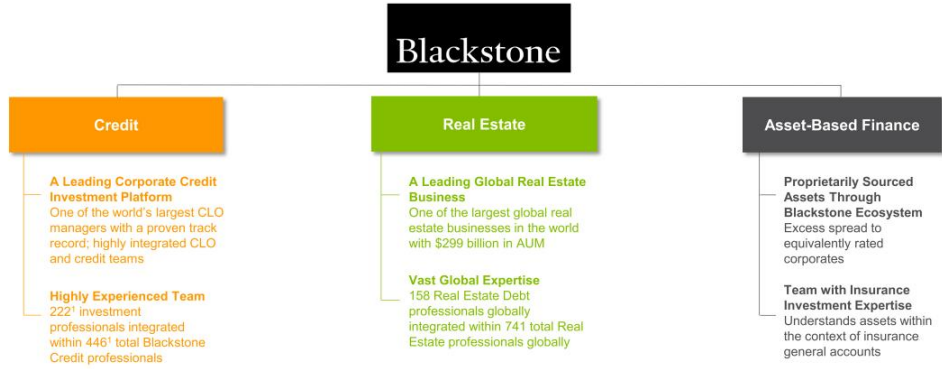 Blackstone
Credit
Real Estate
Asset-Based Finance
A Leading Corporate Credit
Investment Platform
One of the world's largest CLO
managers with a proven track
record; highly integrated CLO
and credit teams
Highly Experienced Team
222¹ investment
professionals integrated
within 446¹ total Blackstone
Credit professionals
A Leading Global Real Estate
Business
One of the largest global real
estate businesses in the world
with $299 billion in AUM
Vast Global Expertise
158 Real Estate Debt
professionals globally
integrated within 741 total Real
Estate professionals globally
Proprietarily Sourced
Assets Through
Blackstone Ecosystem
Excess spread to
equivalently rated
corporates
Team with Insurance
Investment Expertise
Understands assets within
the context of insurance
general accounts